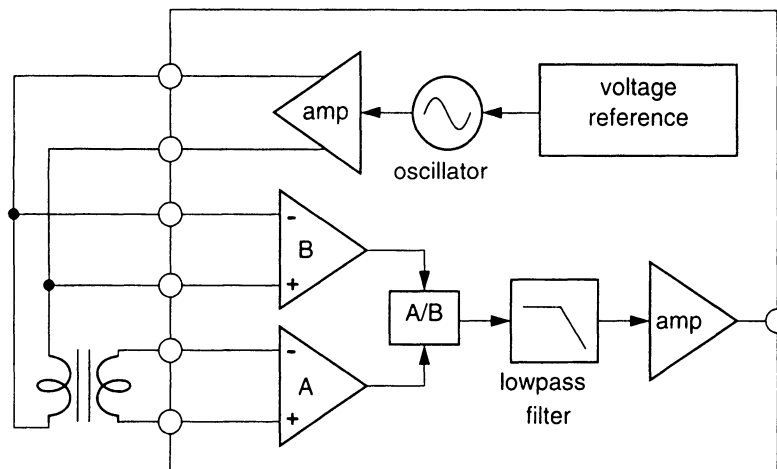 amp
voltage
reference
oscillator
-
B
+
A/B
-
A
+
amp
lowpass
filter